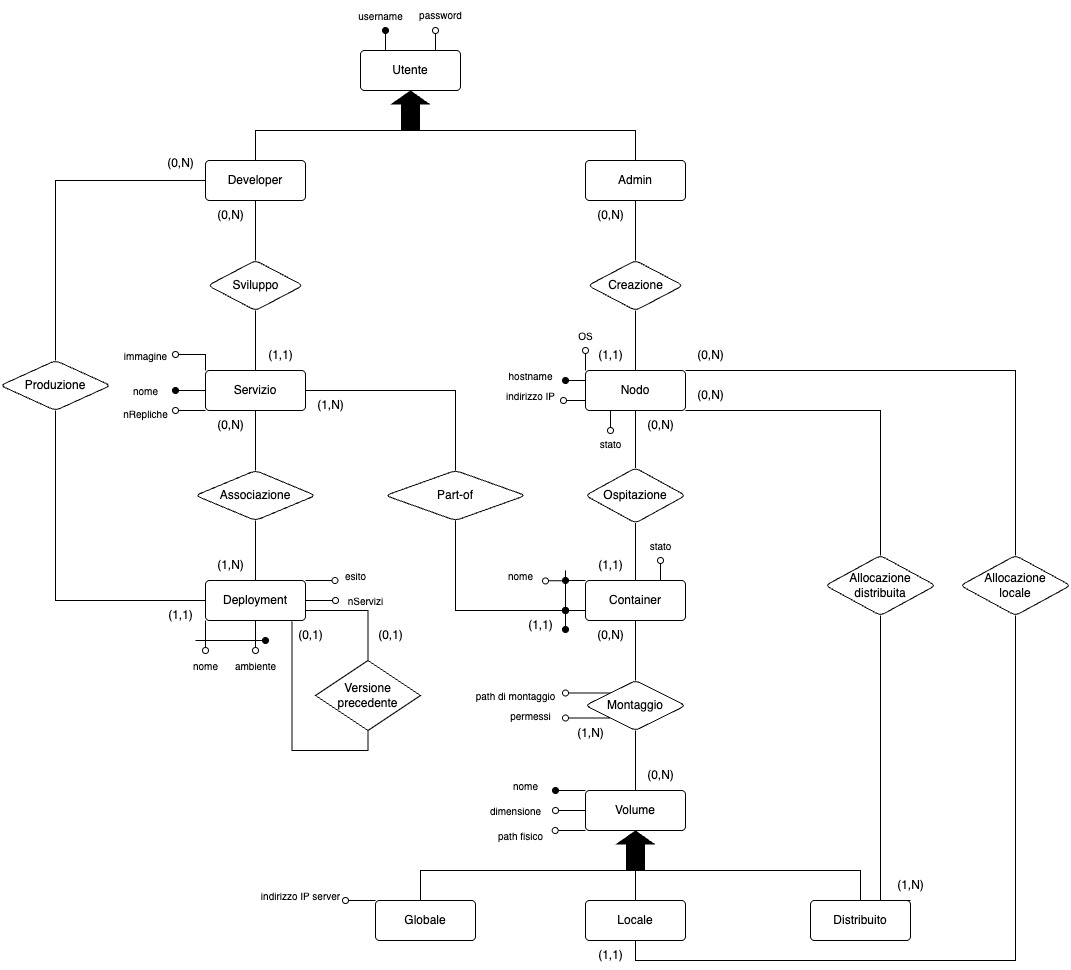 username
password
Utente
(0,N)
Developer
Admin
(0,N)
(0,N)
Sviluppo
Creazione
OS
immagine
(1,1)
(1,1)
(0,N)
Produzione
nome
Servizio
hostname
Nodo
indirizzo IP
(0,N)
nRepliche
(1,N)
(0,N)
(0,N)
stato
Associazione
Part-of
Ospitazione
stato
(1,N)
(1,1)
esito
nome
Allocazione
distribuita
Allocazione
locale
Deployment
nServizi
Container
(1,1)
(1,1)
(0,1)
(0,1)
(0,N)
nome
ambiente
Versione
precedente
path di montaggio
Montaggio
permessi
(1,N)
(0,N)
nome
dimensione
Volume
path fisico
(1,N)
indirizzo IP server
Globale
Locale
Distribuito
(1,1)